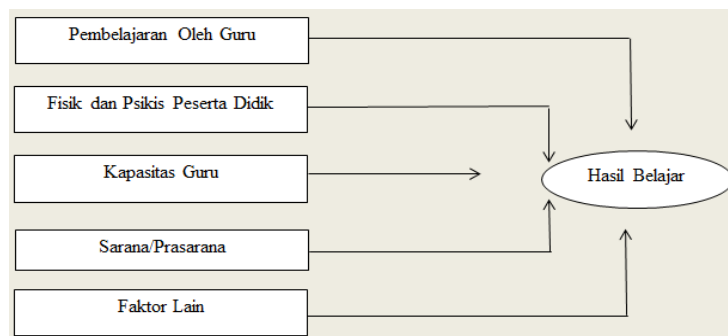 Pembelajaran Oleh Guru
Fisik dan Psikis Peserta Didik
Kapasitas Guru
Hasil Belajar
Sarana/Prasarana
Faktor Lain